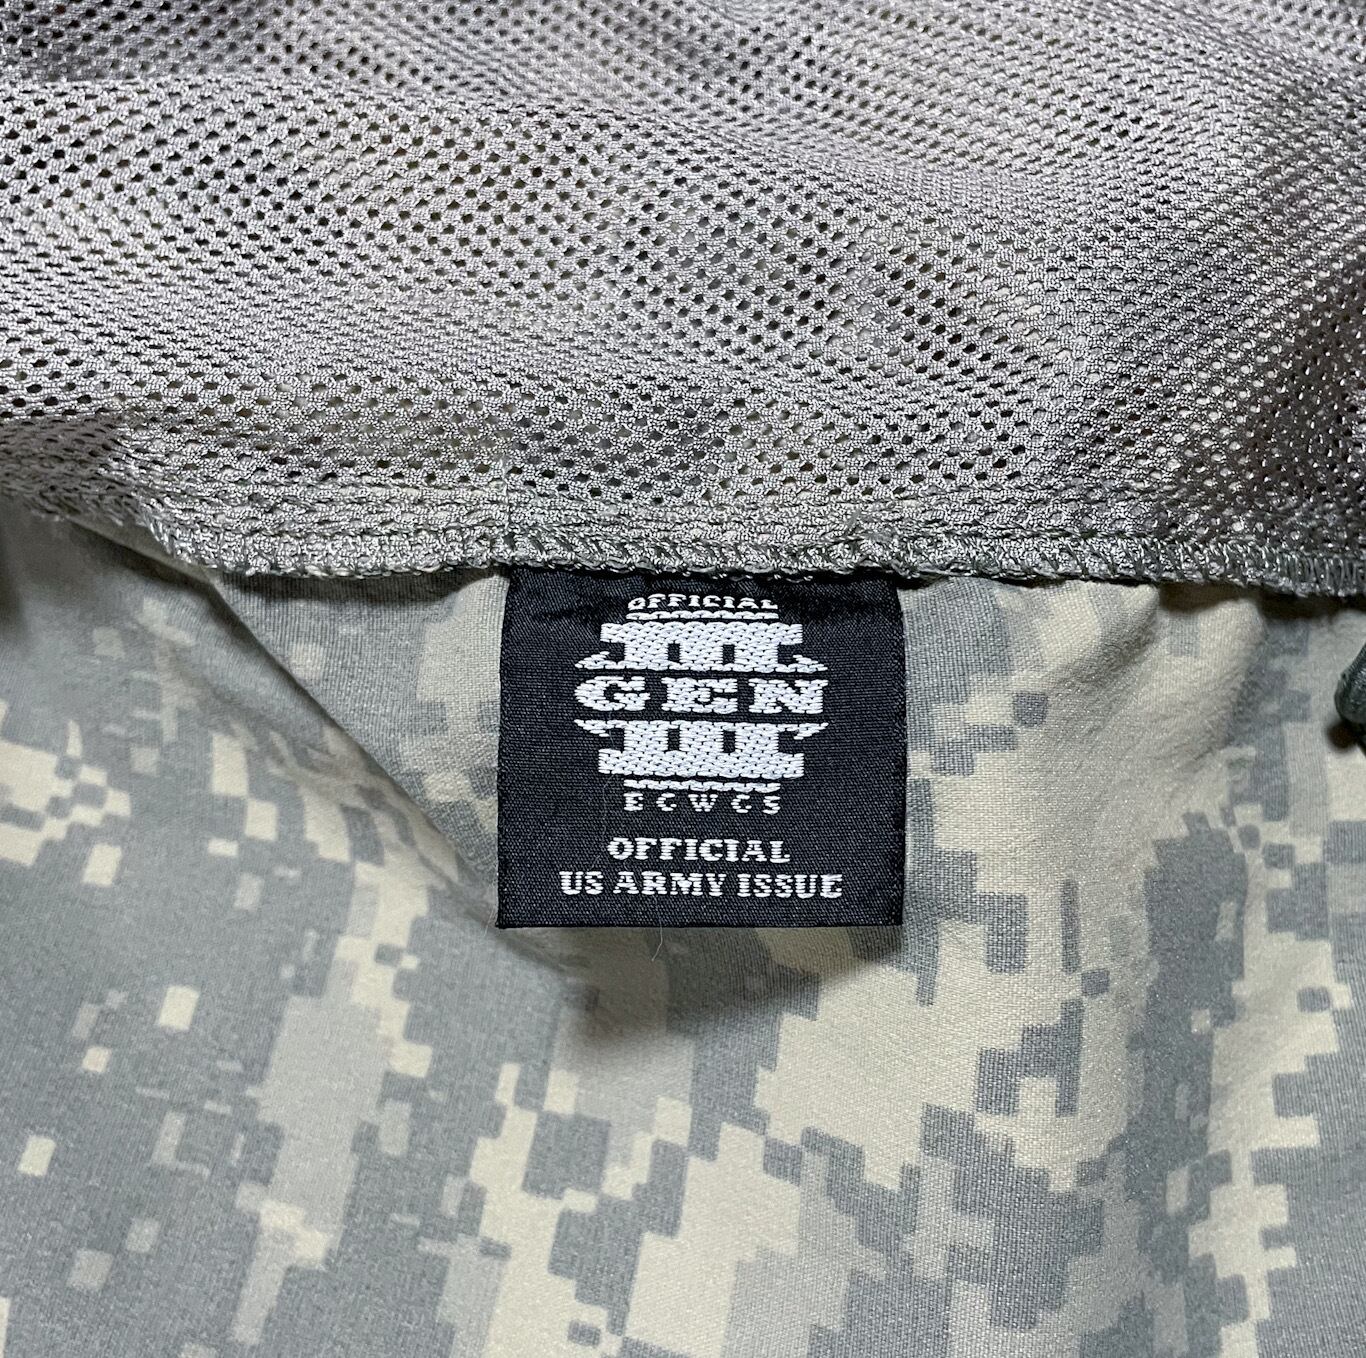 OFFICIAL
III
GEN
III
ECWCS
OFFICIAL
US ARMY ISSUE